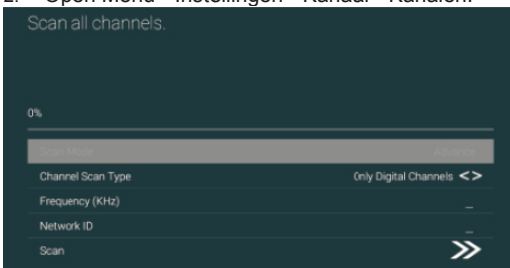 2. Open Menu - Instellingen - Kanaal - Kanalen.
Scan all channels.
0%
Scan Mode Advance
Channel Scan Type Only Digital Channels <>
Frequency (KHz) _
Network ID _
Scan